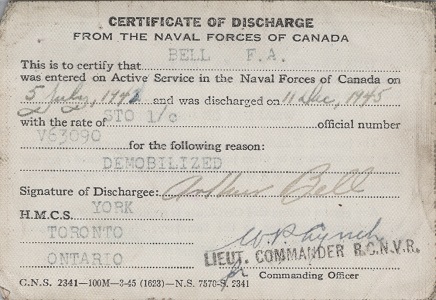 CERTIFICATE OF DISCHARGE
FROM THE NAVAL FORCES OF CANADA
This is to certify that BELL F.A.
was entered on Active Service in the Naval Forces of Canada on
5 July, and was discharged on 11 Dec, 1945
with the rate of STO 1/c official number
V63090 for the following reason:
DEMOBILIZED
Signature of Dischargee: Arthur Bell
H.M.C.S. YORK
TORONTO
ONTARIO
LIEUT. COMMANDER R.C.N.V.R.
for Commanding Officer
C.N.S. 2341—100M—3-45 (1623)—N.S. 7576-S. 2341